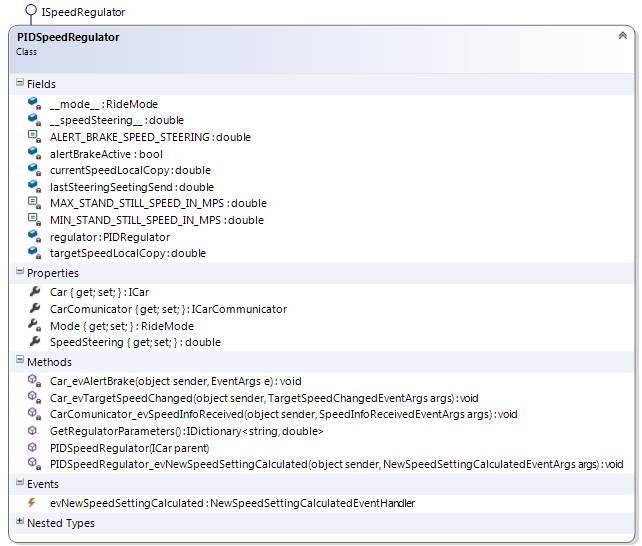 ISpeedRegulator
PIDSpeedRegulator
Class
Fields
__mode__ : RideMode
__speedSteering__ : double
ALERT_BRAKE_SPEED_STEERING : double
alertBrakeActive : bool
currentSpeedLocalCopy : double
lastSteeringSeetingSend : double
MAX_STAND_STILL_SPEED_IN_MPS : double
MIN_STAND_STILL_SPEED_IN_MPS : double
regulator : PIDRegulator
targetSpeedLocalCopy : double
Properties
Car { get; set; } : ICar
CarComunicator { get; set; } : ICarCommunicator
Mode { get; set; } : RideMode
SpeedSteering { get; set; } : double
Methods
Car_evAlertBrake(object sender, EventArgs e) : void
Car_evTargetSpeedChanged(object sender, TargetSpeedChangedEventArgs args) : void
CarComunicator_evSpeedInfoReceived(object sender, SpeedInfoReceivedEventArgs args) : void
GetRegulatorParameters() : IDictionary<string, double>
PIDSpeedRegulator(ICar parent)
PIDSpeedRegulator_evNewSpeedSettingCalculated(object sender, NewSpeedSettingCalculatedEventArgs args) : void
Events
evNewSpeedSettingCalculated : NewSpeedSettingCalculatedEventHandler
Nested Types